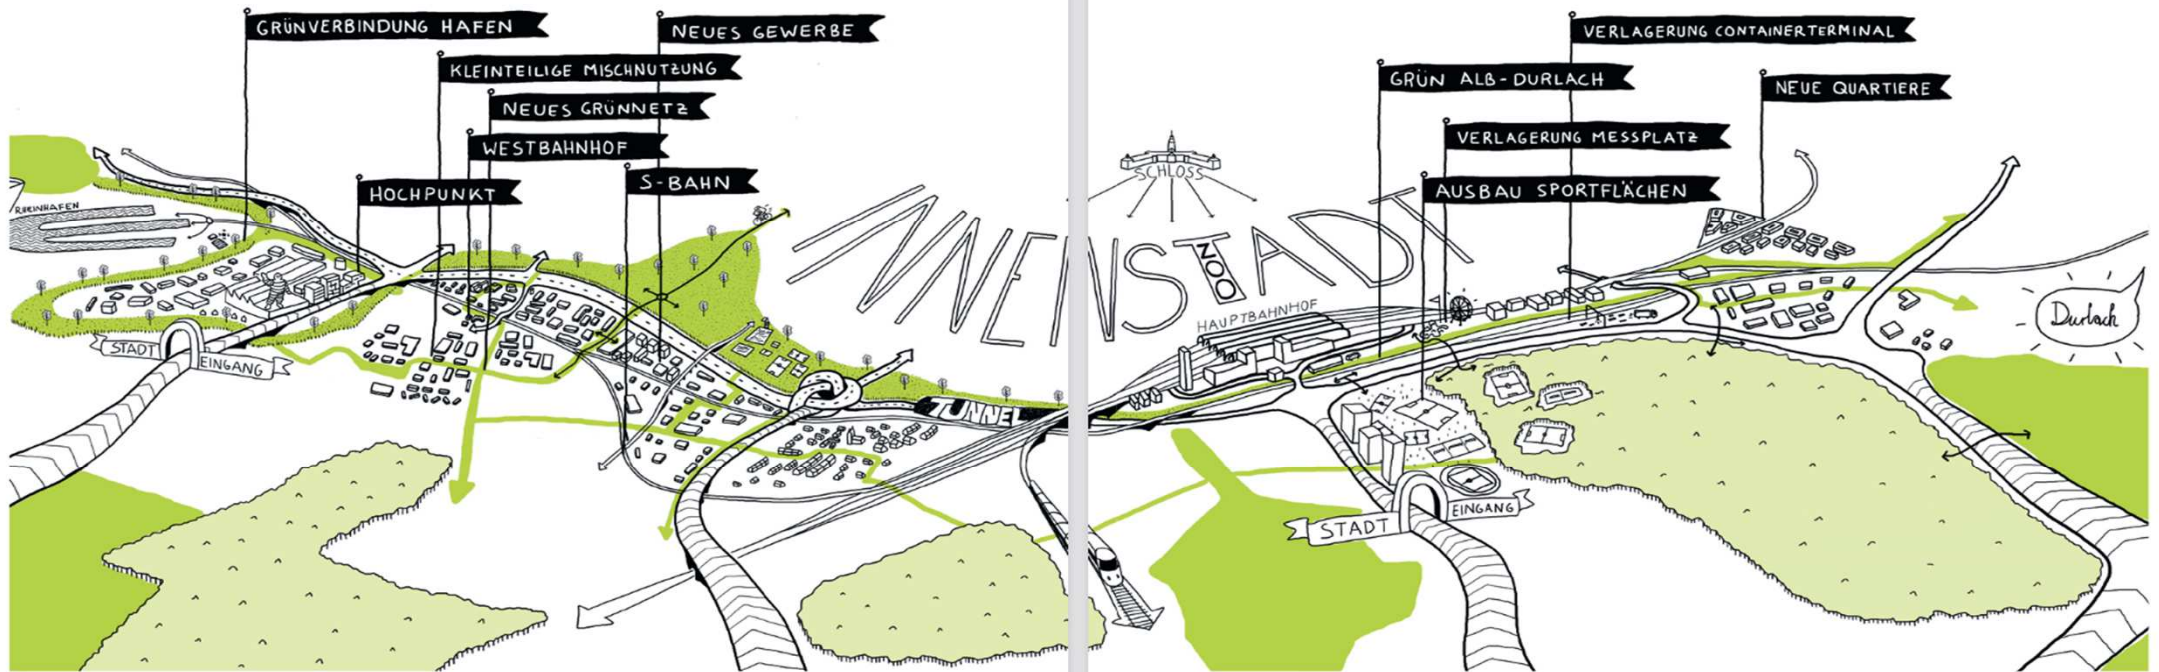 GRÜNVERBINDUNG HAFEN
NEUES GEWERBE
KLEINTEILIGE MISCHNUTZUNG
NEUES GRÜNNETZ
WESTBAHNHOF
S-BAHN
HOCHPUNKT
RHEINHAFEN
STADT EINGANG
TUNNEL
INNENSTADT
SCHLOSS
ZOO
HAUPTBAHNHOF
VERLAGERUNG CONTAINERTERMINAL
GRÜN ALB-DURLACH
NEUE QUARTIERE
VERLAGERUNG MESSPLATZ
AUSBAU SPORTFLÄCHEN
Durlach
STADT EINGANG